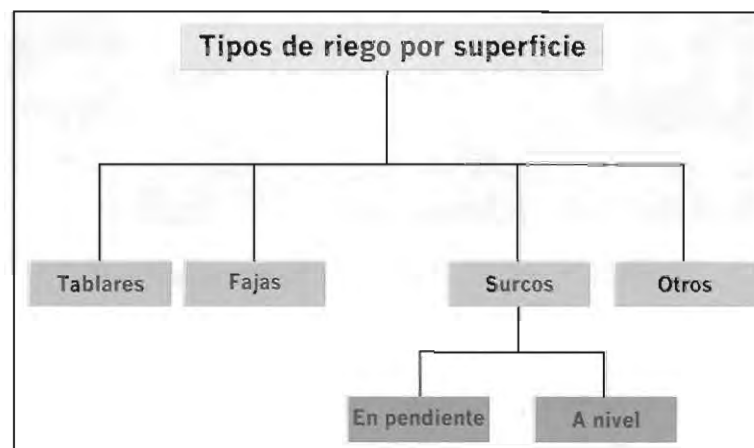 Tipos de riego por superficie
Tablares
Fajas
Surcos
Otros
En pendiente
A nivel